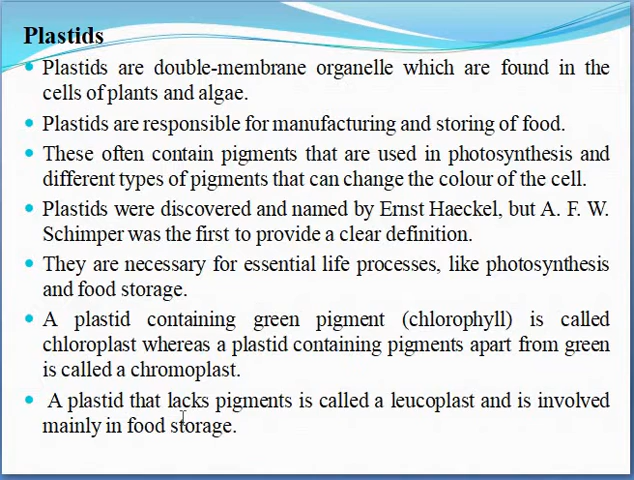 Plastids
• Plastids are double-membrane organelle which are found in the
cells of plants and algae.
• Plastids are responsible for manufacturing and storing of food.
• These often contain pigments that are used in photosynthesis and
different types of pigments that can change the colour of the cell.
• Plastids were discovered and named by Ernst Haeckel, but A. F. W.
Schimper was the first to provide a clear definition.
• They are necessary for essential life processes, like photosynthesis
and food storage.
• A plastid containing green pigment (chlorophyll) is called
chloroplast whereas a plastid containing pigments apart from green
is called a chromoplast.
• A plastid that lacks pigments is called a leucoplast and is involved
mainly in food storage.